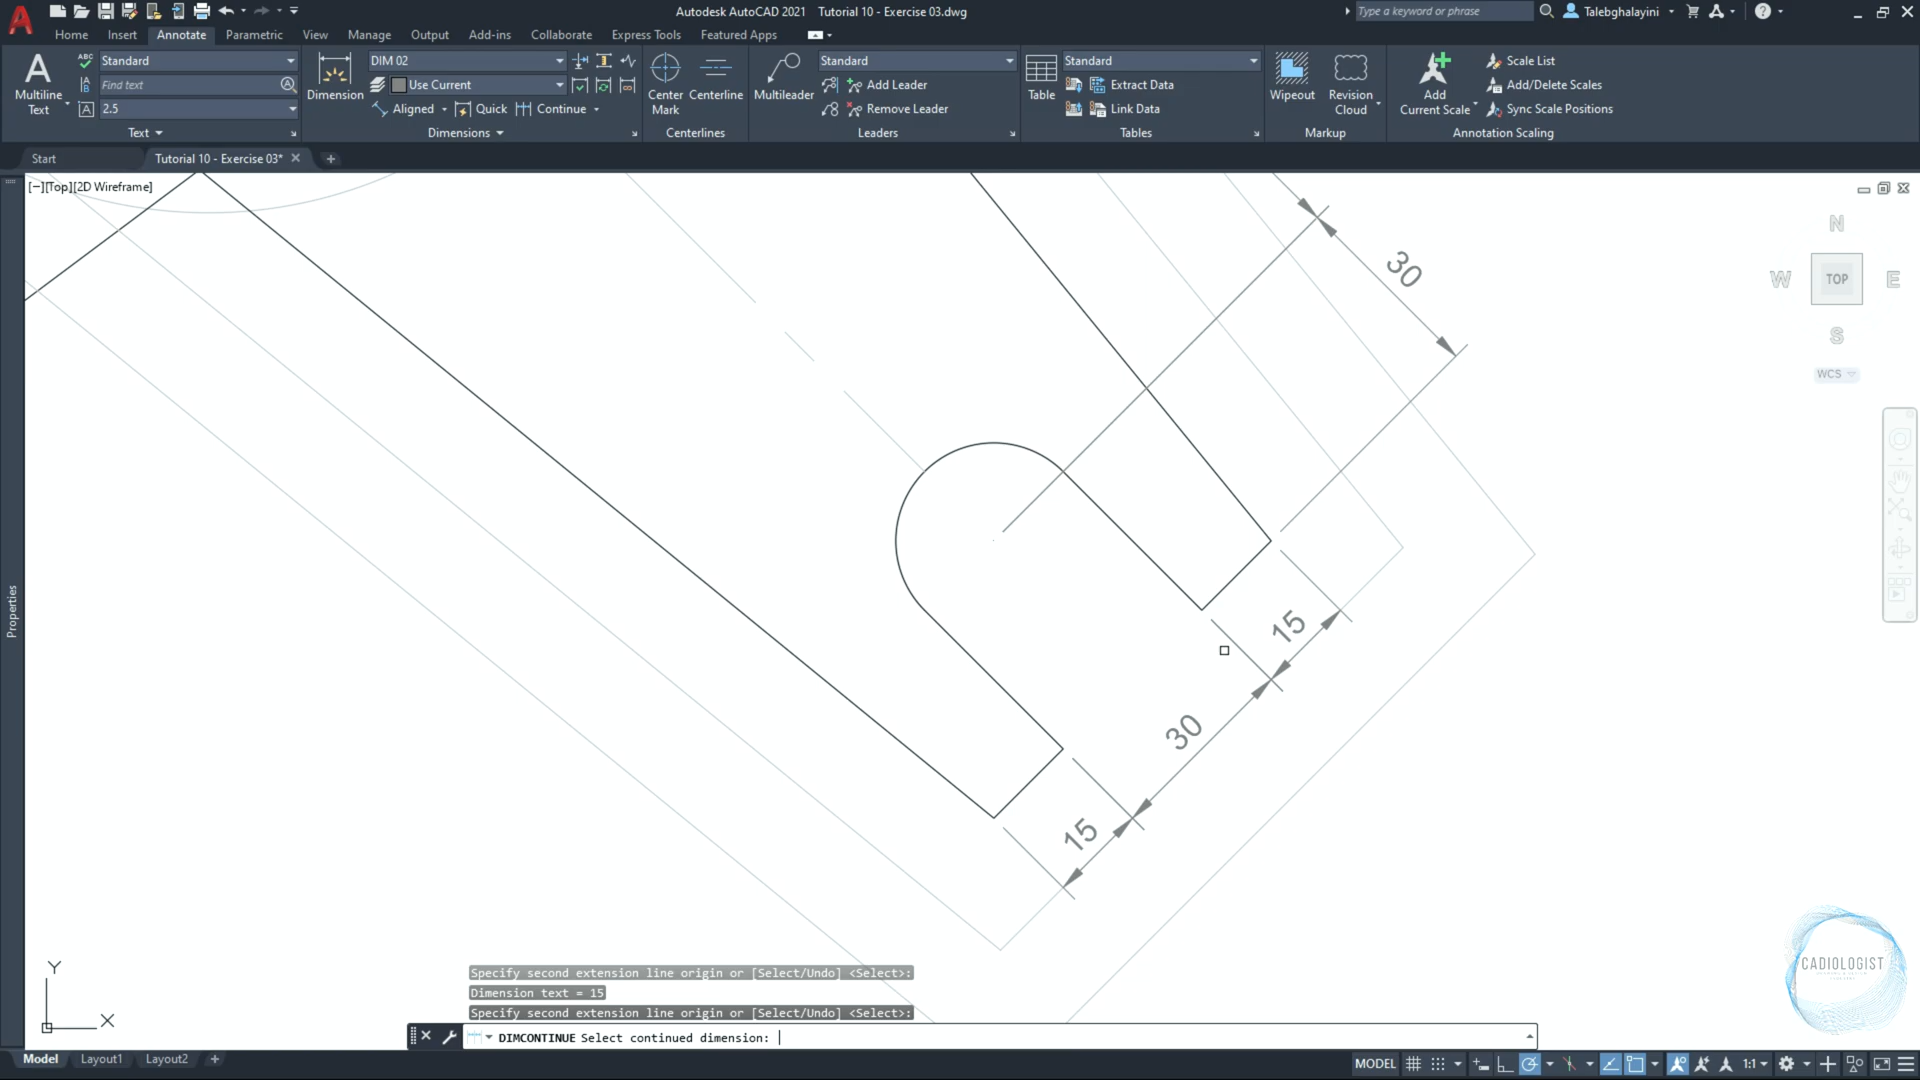 Autodesk AutoCAD 2021 Tutorial 10 - Exercise 03.dwg
Type a keyword or phrase
Talebghalayini
Home Insert Annotate Parametric View Manage Output Add-ins Collaborate Express Tools Featured Apps
Multiline Text
Standard
Find text
2.5
Text
Dimension
DIM 02
Use Current
Aligned Quick Continue
Dimensions
Center Mark
Centerline
Centerlines
Multileader
Standard
Add Leader
Remove Leader
Leaders
Table
Standard
Extract Data
Link Data
Tables
Wipeout
Revision Cloud
Markup
Add Current Scale
Scale List
Add/Delete Scales
Sync Scale Positions
Annotation Scaling
Start Tutorial 10 - Exercise 03*
[−][Top][2D Wireframe]
N
W TOP E
S
WCS
30
15
30
15
Properties
Y
X
CADIOLOGIST
Specify second extension line origin or [Select/Undo] <Select>:
Dimension text = 15
Specify second extension line origin or [Select/Undo] <Select>:
DIMCONTINUE Select continued dimension:
Model Layout1 Layout2
MODEL 1:1